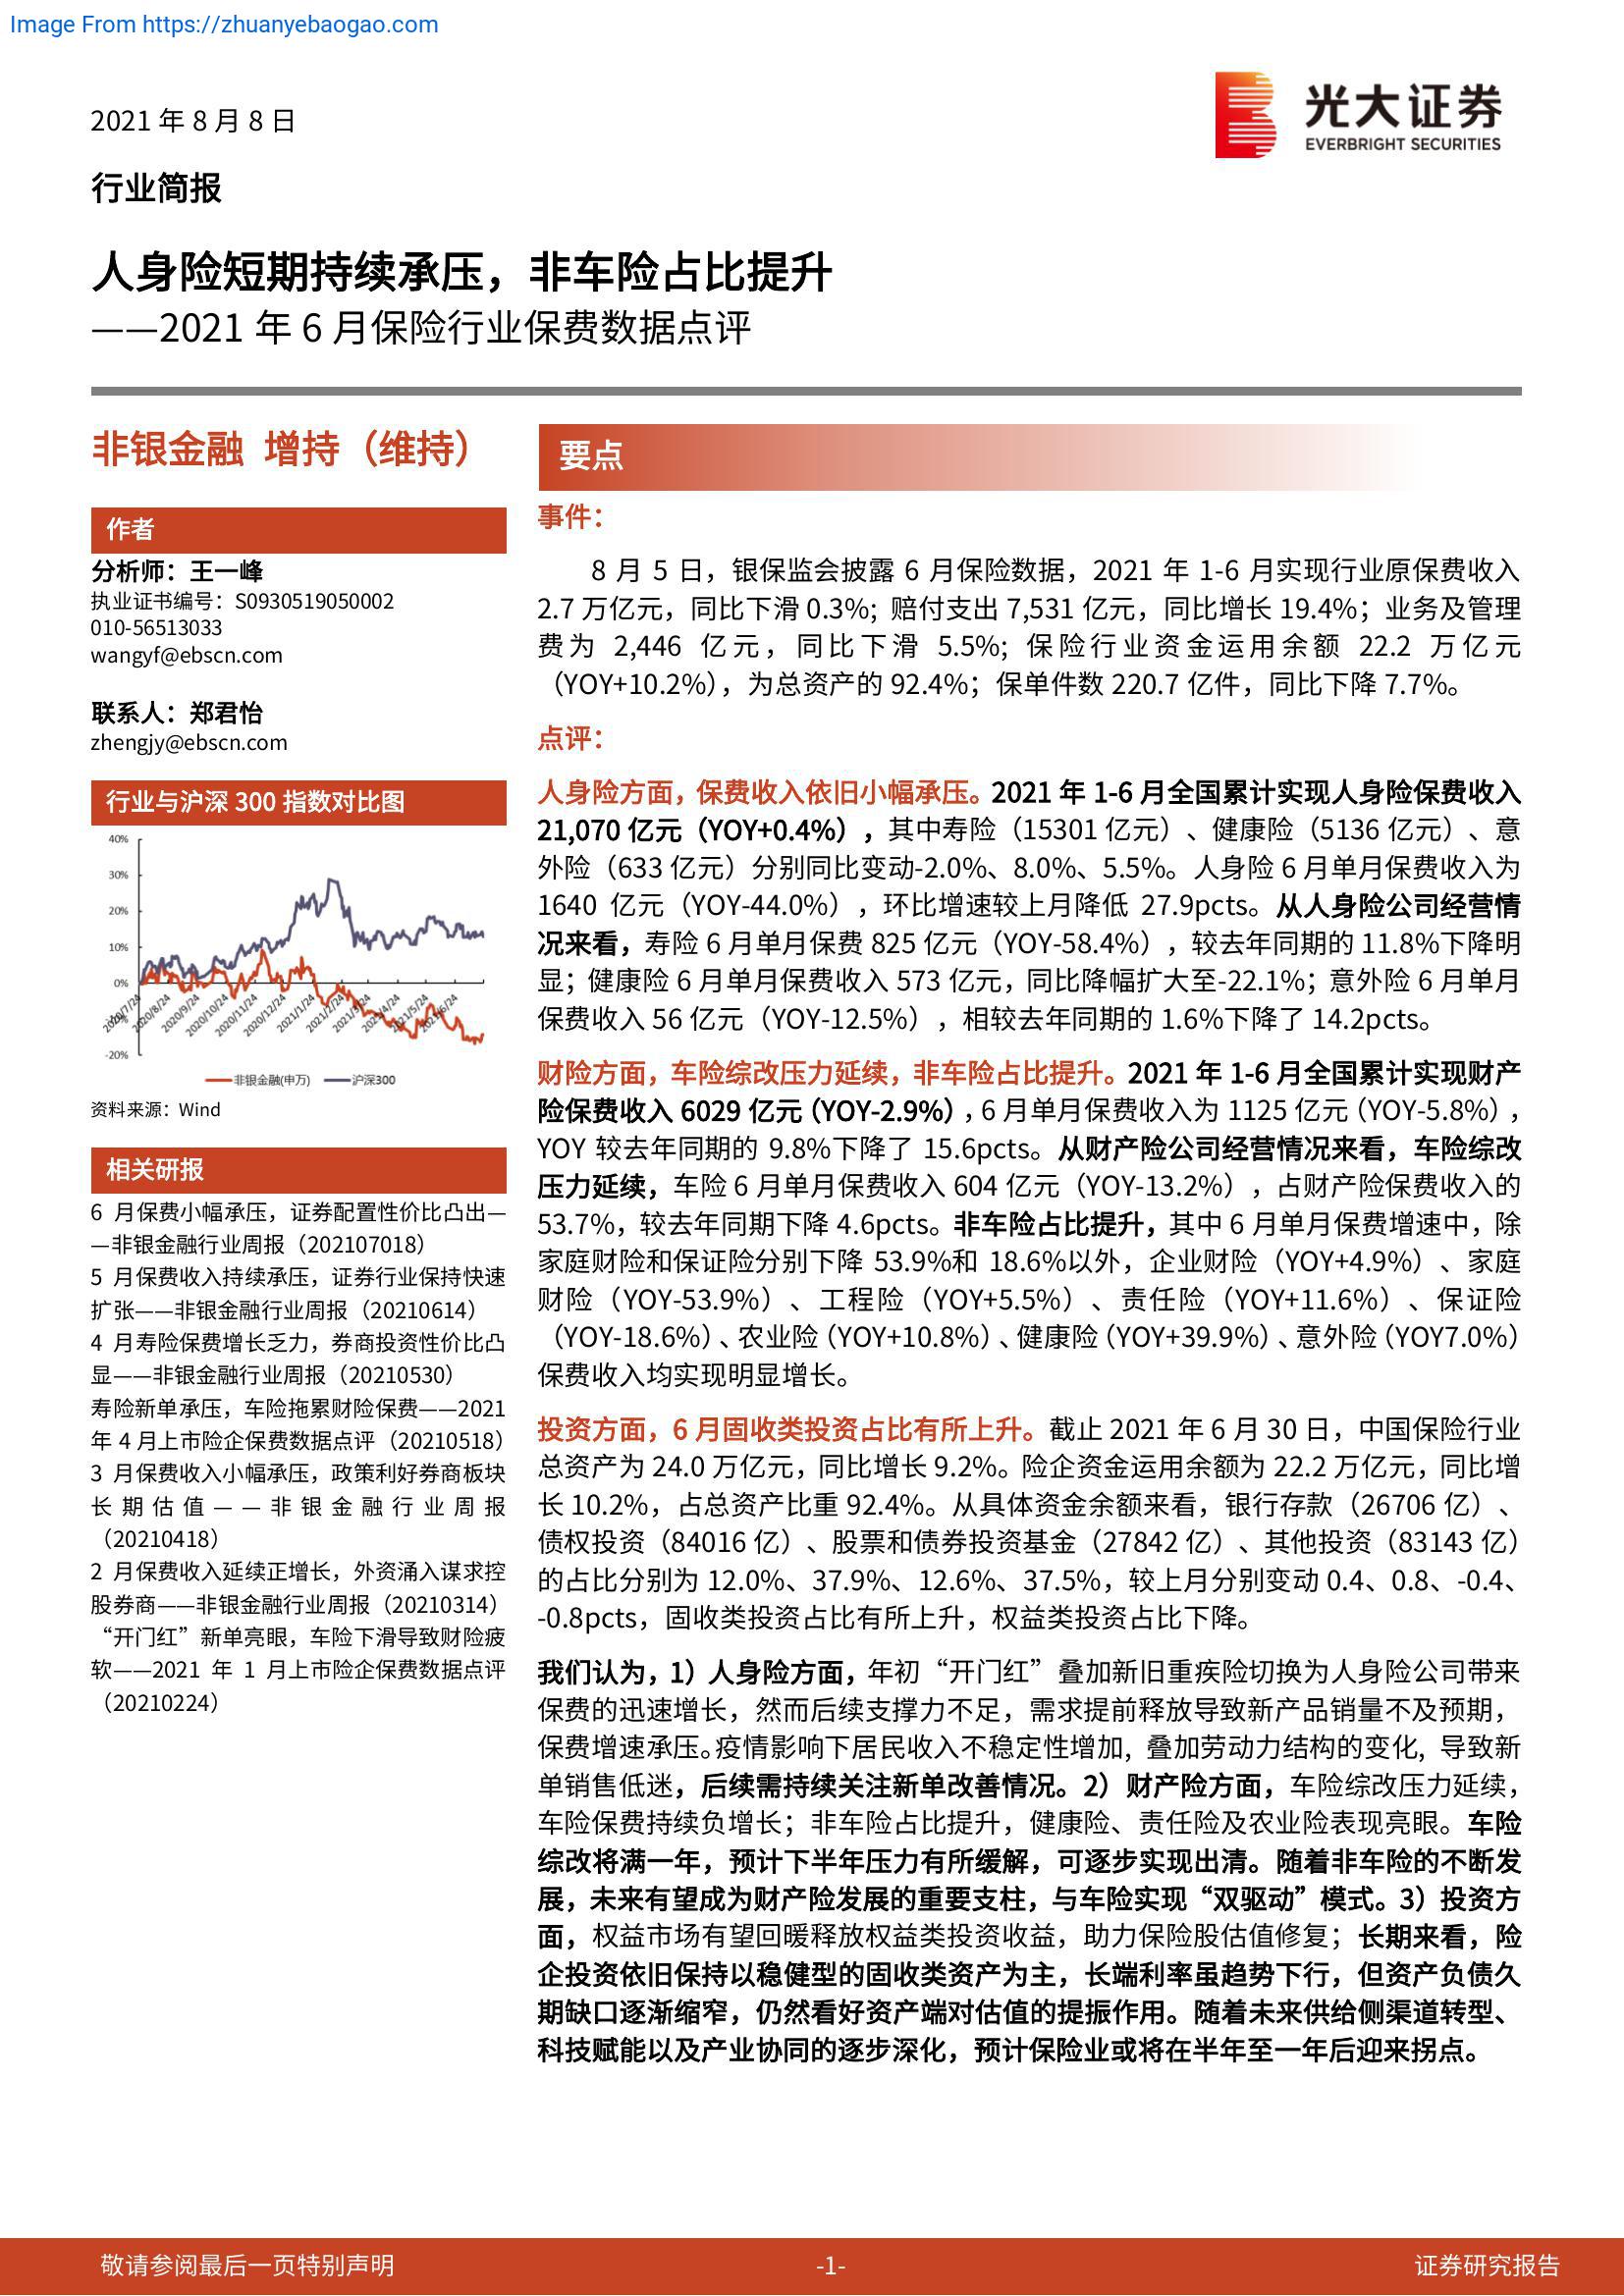 Image From https://zhuanyebaogao.com
光大证券
EVERBRIGHT SECURITIES
2021 年 8 月 8 日
行业简报
人身险短期持续承压，非车险占比提升
——2021 年 6 月保险行业保费数据点评
非银金融 增持（维持）
作者
分析师：王一峰
执业证书编号：S0930519050002
010-56513033
wangyf@ebscn.com
联系人：郑君怡
zhengjy@ebscn.com
行业与沪深 300 指数对比图
40%
30%
20%
10%
0%
-20%
2020/8/24
2020/9/24
2020/10/24
2020/11/24
2020/12/24
2021/1/24
2021/2/24
非银金融(申万) 沪深300
资料来源：Wind
相关研报
6 月保费小幅承压，证券配置性价比凸出—
—非银金融行业周报（202107018）
5 月保费收入持续承压，证券行业保持快速
扩张——非银金融行业周报（20210614）
4 月寿险保费增长乏力，券商投资性价比凸
显——非银金融行业周报（20210530）
寿险新单承压，车险拖累财险保费——2021
年 4 月上市险企保费数据点评（20210518）
3 月保费收入小幅承压，政策利好券商板块
长期估值——非银金融行业周报
（20210418）
2 月保费收入延续正增长，外资涌入谋求控
股券商——非银金融行业周报（20210314）
“开门红”新单亮眼，车险下滑导致财险疲
软——2021 年 1 月上市险企保费数据点评
（20210224）
要点
事件：
8 月 5 日，银保监会披露 6 月保险数据，2021 年 1-6 月实现行业原保费收入
2.7 万亿元，同比下滑 0.3%; 赔付支出 7,531 亿元，同比增长 19.4%；业务及管理
费为 2,446 亿元，同比下滑 5.5%; 保险行业资金运用余额 22.2 万亿元
（YOY+10.2%），为总资产的 92.4%；保单件数 220.7 亿件，同比下降 7.7%。
点评：
人身险方面，保费收入依旧小幅承压。2021 年 1-6 月全国累计实现人身险保费收入
21,070 亿元（YOY+0.4%），其中寿险（15301 亿元）、健康险（5136 亿元）、意
外险（633 亿元）分别同比变动-2.0%、8.0%、5.5%。人身险 6 月单月保费收入为
1640 亿元（YOY-44.0%），环比增速较上月降低 27.9pcts。从人身险公司经营情
况来看，寿险 6 月单月保费 825 亿元（YOY-58.4%），较去年同期的 11.8%下降明
显；健康险 6 月单月保费收入 573 亿元，同比降幅扩大至-22.1%；意外险 6 月单月
保费收入 56 亿元（YOY-12.5%），相较去年同期的 1.6%下降了 14.2pcts。
财险方面，车险综改压力延续，非车险占比提升。2021 年 1-6 月全国累计实现财产
险保费收入 6029 亿元（YOY-2.9%），6 月单月保费收入为 1125 亿元（YOY-5.8%），
YOY 较去年同期的 9.8%下降了 15.6pcts。从财产险公司经营情况来看，车险综改
压力延续，车险 6 月单月保费收入 604 亿元（YOY-13.2%），占财产险保费收入的
53.7%，较去年同期下降 4.6pcts。非车险占比提升，其中 6 月单月保费增速中，除
家庭财险和保证险分别下降 53.9%和 18.6%以外，企业财险（YOY+4.9%）、家庭
财险（YOY-53.9%）、工程险（YOY+5.5%）、责任险（YOY+11.6%）、保证险
（YOY-18.6%）、农业险（YOY+10.8%）、健康险（YOY+39.9%）、意外险（YOY7.0%）
保费收入均实现明显增长。
投资方面，6 月固收类投资占比有所上升。截止 2021 年 6 月 30 日，中国保险行业
总资产为 24.0 万亿元，同比增长 9.2%。险企资金运用余额为 22.2 万亿元，同比增
长 10.2%，占总资产比重 92.4%。从具体资金余额来看，银行存款（26706 亿）、
债权投资（84016 亿）、股票和债券投资基金（27842 亿）、其他投资（83143 亿）
的占比分别为 12.0%、37.9%、12.6%、37.5%，较上月分别变动 0.4、0.8、-0.4、
-0.8pcts，固收类投资占比有所上升，权益类投资占比下降。
我们认为，1）人身险方面，年初“开门红”叠加新旧重疾险切换为人身险公司带来
保费的迅速增长，然而后续支撑力不足，需求提前释放导致新产品销量不及预期，
保费增速承压。疫情影响下居民收入不稳定性增加, 叠加劳动力结构的变化, 导致新
单销售低迷，后续需持续关注新单改善情况。2）财产险方面，车险综改压力延续，
车险保费持续负增长；非车险占比提升，健康险、责任险及农业险表现亮眼。车险
综改将满一年，预计下半年压力有所缓解，可逐步实现出清。随着非车险的不断发
展，未来有望成为财产险发展的重要支柱，与车险实现“双驱动”模式。3）投资方
面，权益市场有望回暖释放权益类投资收益，助力保险股估值修复；长期来看，险
企投资依旧保持以稳健型的固收类资产为主，长端利率虽趋势下行，但资产负债久
期缺口逐渐缩窄，仍然看好资产端对估值的提振作用。随着未来供给侧渠道转型、
科技赋能以及产业协同的逐步深化，预计保险业或将在半年至一年后迎来拐点。
敬请参阅最后一页特别声明
-1-
证券研究报告